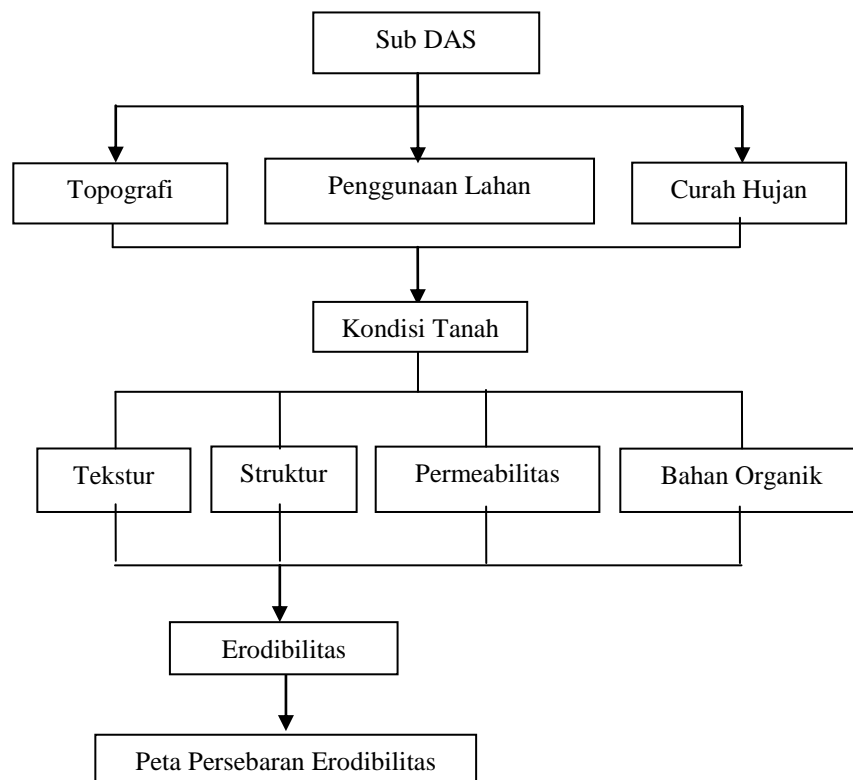 Sub DAS
Topografi
Penggunaan Lahan
Curah Hujan
Kondisi Tanah
Tekstur
Struktur
Permeabilitas
Bahan Organik
Erodibilitas
Peta Persebaran Erodibilitas